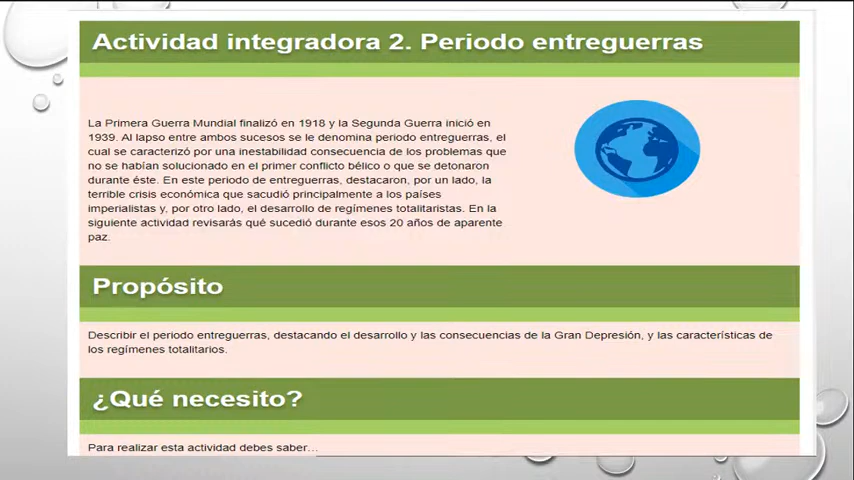 Actividad integradora 2. Periodo entreguerras
La Primera Guerra Mundial finalizó en 1918 y la Segunda Guerra inició en
1939. Al lapso entre ambos sucesos se le denomina periodo entreguerras, el
cual se caracterizó por una inestabilidad consecuencia de los problemas que
no se habían solucionado en el primer conflicto bélico o que se detonaron
durante éste. En este periodo de entreguerras, destacaron, por un lado, la
terrible crisis económica que sacudió principalmente a los países
imperialistas y, por otro lado, el desarrollo de regímenes totalitaristas. En la
siguiente actividad revisarás qué sucedió durante esos 20 años de aparente
paz.
Propósito
Describir el periodo entreguerras, destacando el desarrollo y las consecuencias de la Gran Depresión, y las características de
los regímenes totalitarios.
¿Qué necesito?
Para realizar esta actividad debes saber…